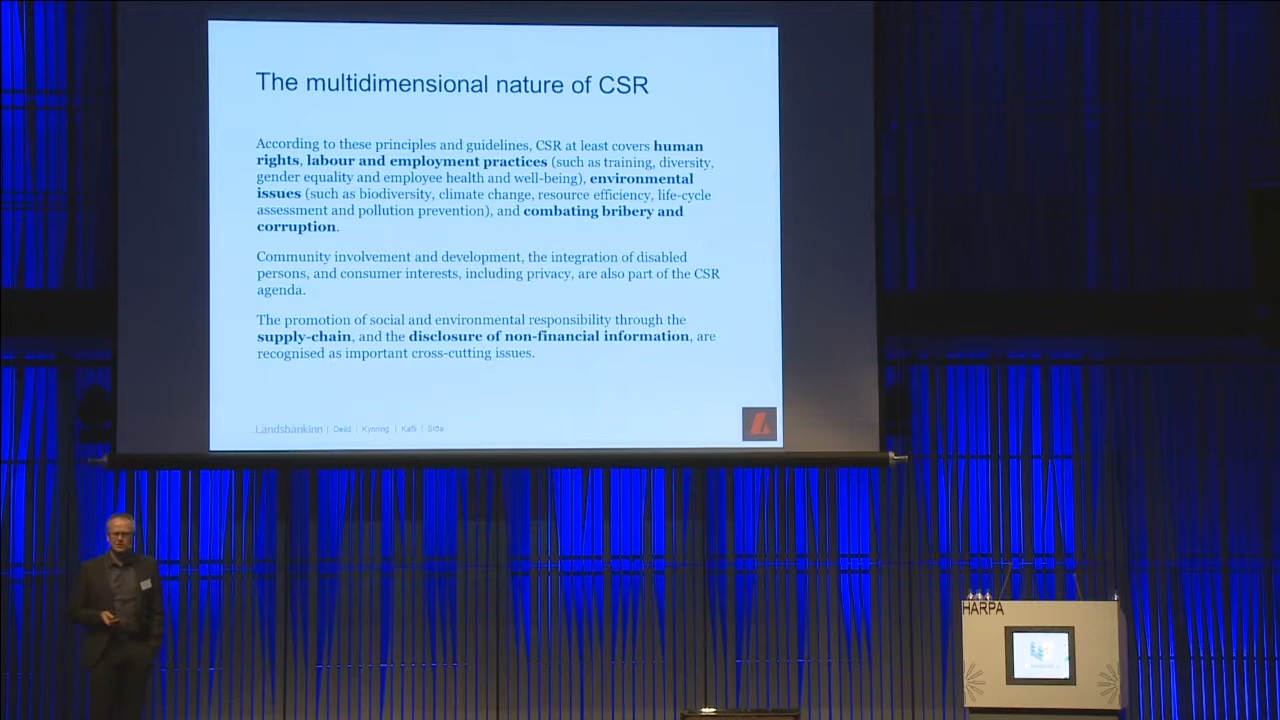 The multidimensional nature of CSR
According to these principles and guidelines, CSR at least covers human
rights, labour and employment practices (such as training, diversity,
gender equality and employee health and well-being), environmental
issues (such as biodiversity, climate change, resource efficiency, life-cycle
assessment and pollution prevention), and combating bribery and
corruption.
Community involvement and development, the integration of disabled
persons, and consumer interests, including privacy, are also part of the CSR
agenda.
The promotion of social and environmental responsibility through the
supply-chain, and the disclosure of non-financial information, are
recognised as important cross-cutting issues.
Landsbankinn | Deild | Kynning | Kafli | Síða
HARPA